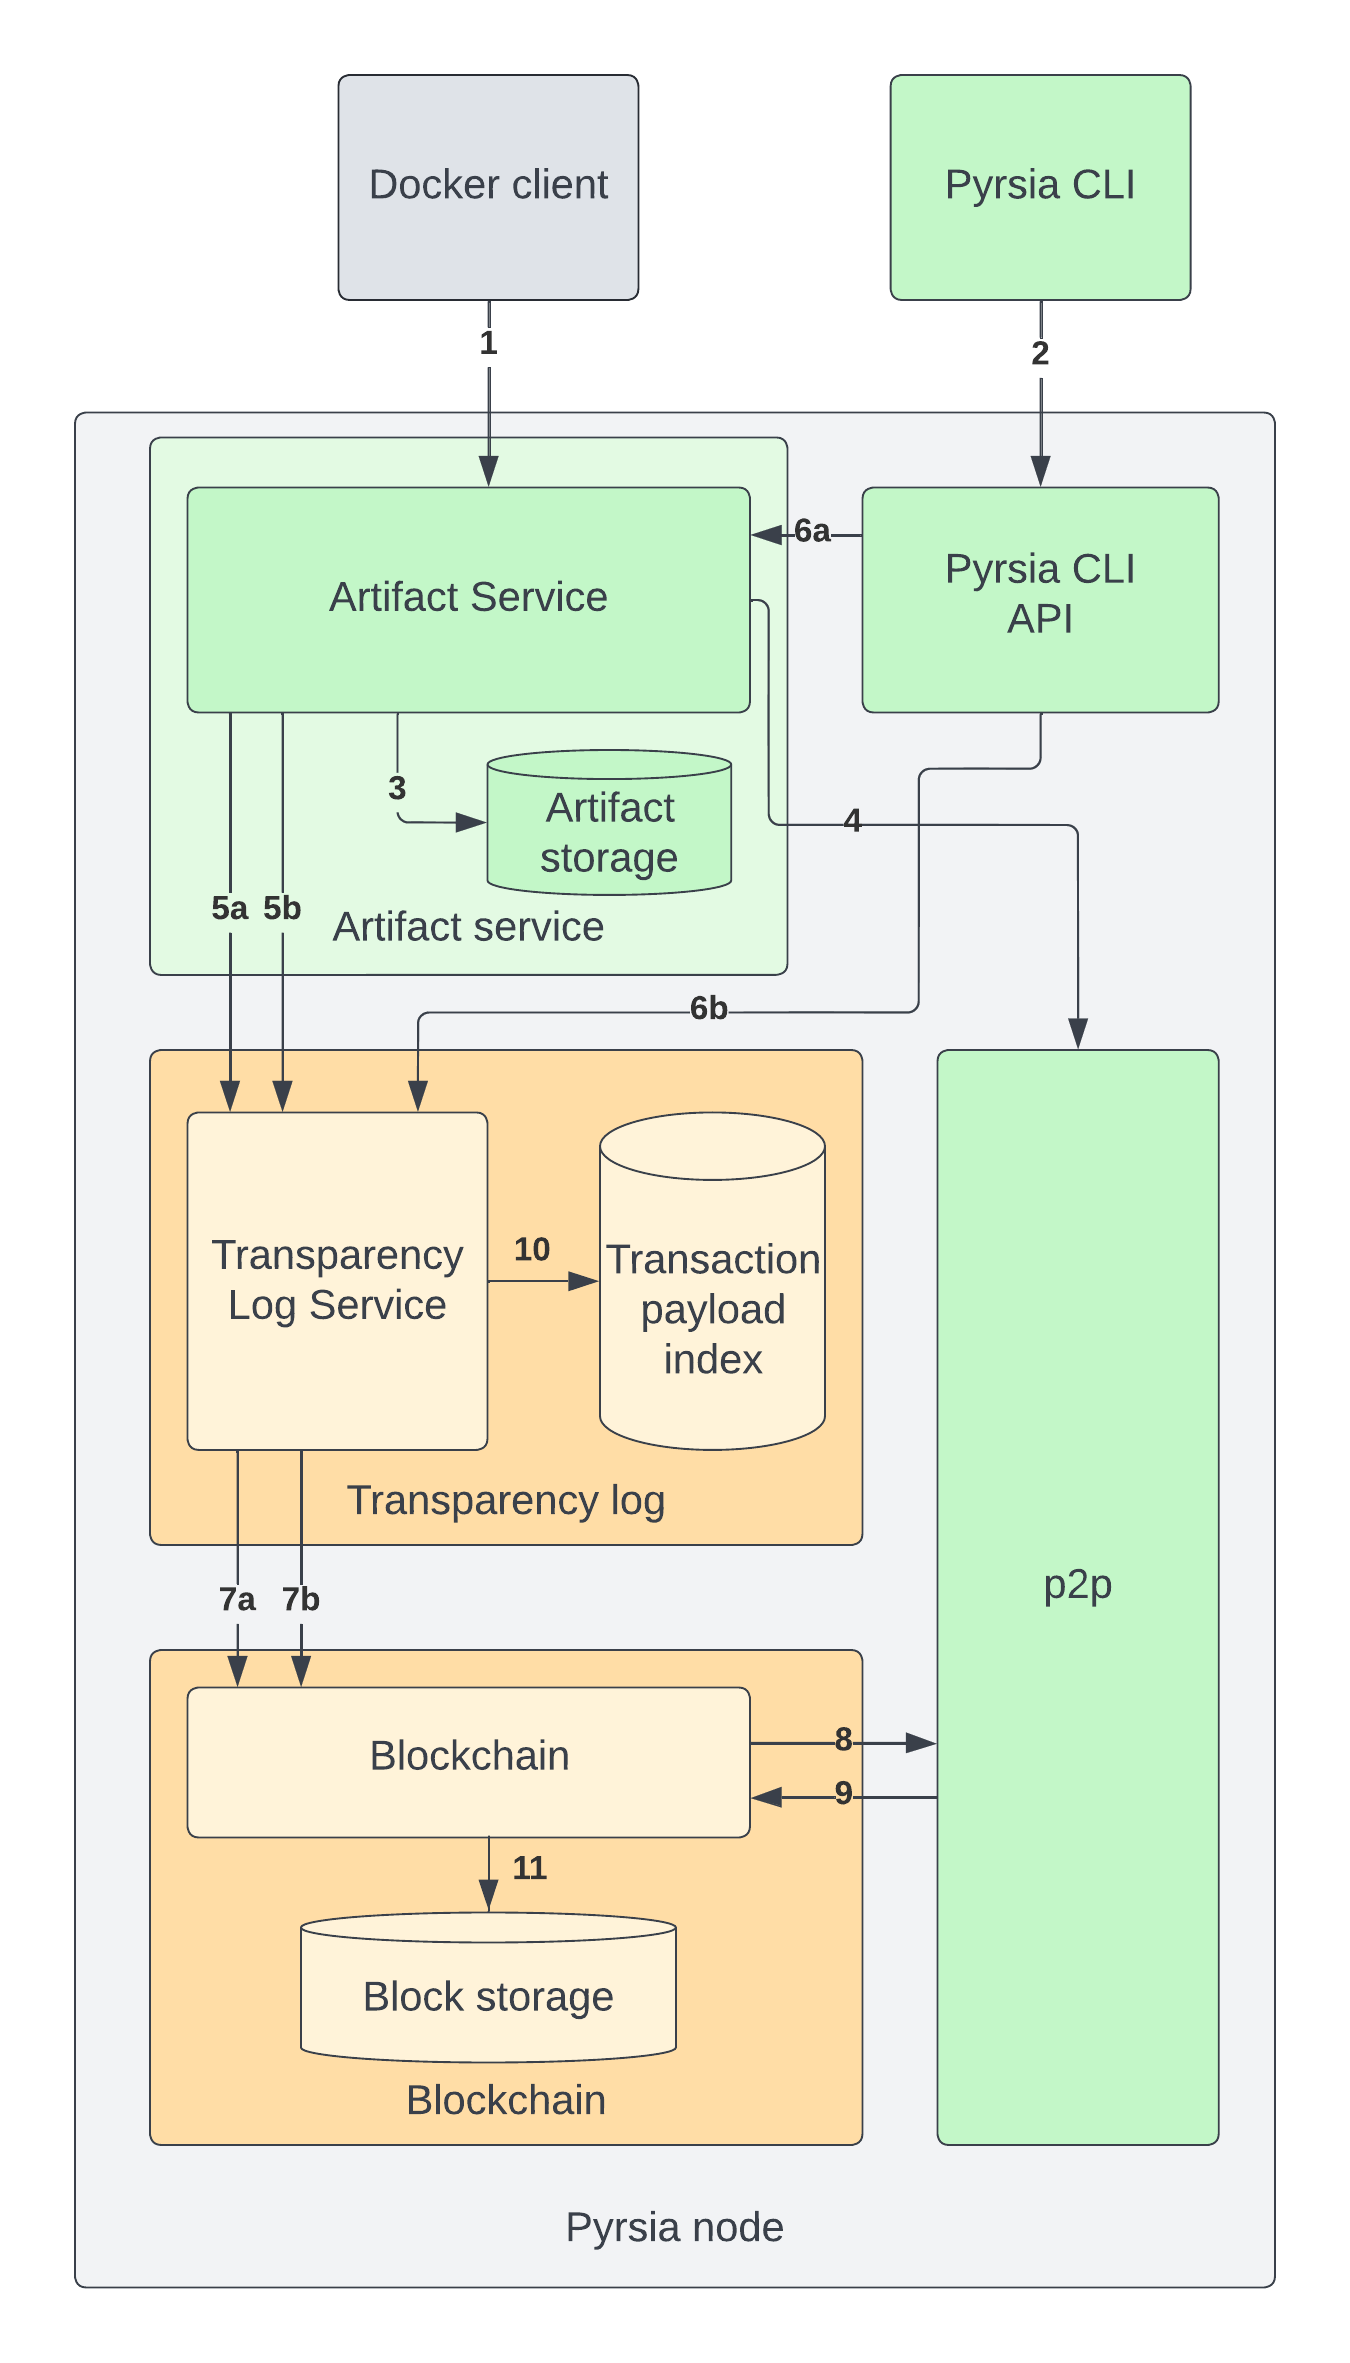 Docker client
Pyrsia CLI
1
2
6a
Artifact Service
Pyrsia CLI
API
3
Artifact
storage
4
5a
5b
Artifact service
6b
Transparency
Log Service
10
Transaction
payload
index
Transparency log
7a
7b
p2p
Blockchain
8
9
11
Block storage
Blockchain
Pyrsia node